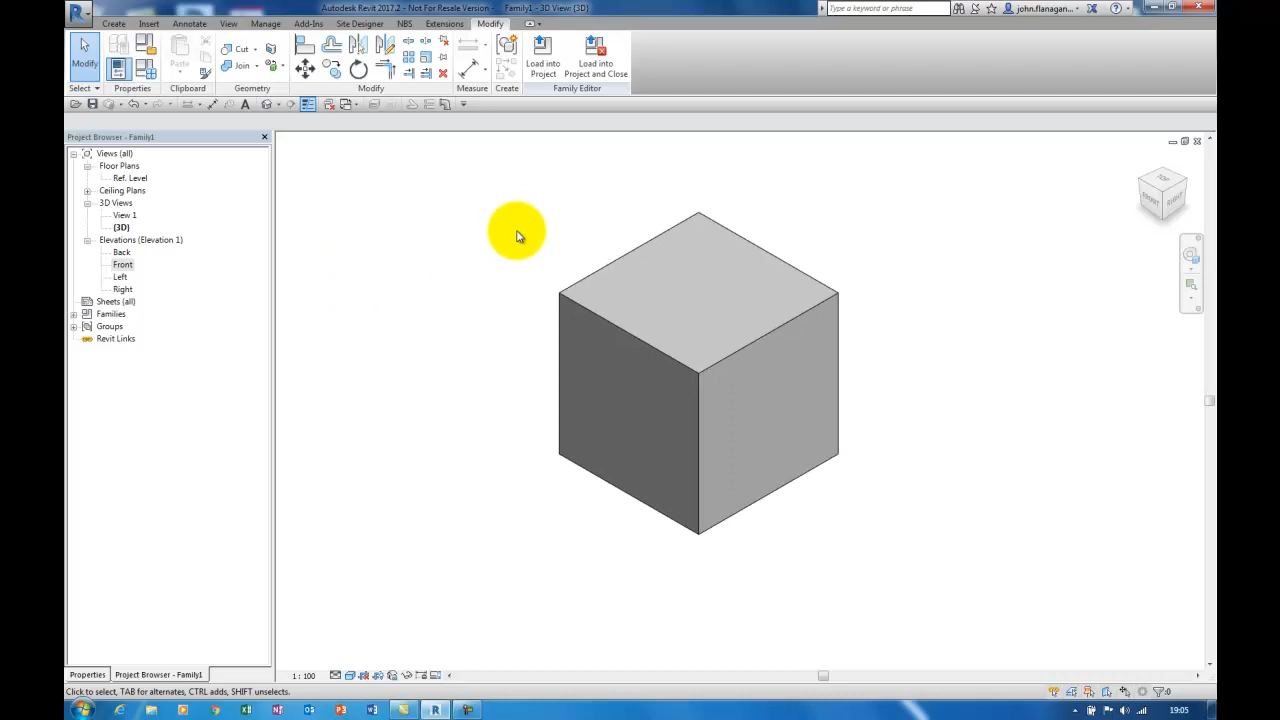 Autodesk Revit 2017.2 - Not For Resale Version -    Family1 - 3D View: {3D}
Type a keyword or phrase
john.flanagan...
Create Insert Annotate View Manage Add-Ins Site Designer NBS Extensions Modify
Modify
Paste
Cut
Join
Load into
Project
Load into
Project and Close
Select Properties Clipboard Geometry Modify Measure Create Family Editor
Project Browser - Family1
Views (all)
Floor Plans
Ref. Level
Ceiling Plans
3D Views
View 1
{3D}
Elevations (Elevation 1)
Back
Front
Left
Right
Sheets (all)
Families
Groups
Revit Links
TOP
FRONT
RIGHT
Properties Project Browser - Family1
1 : 100
Click to select, TAB for alternates, CTRL adds, SHIFT unselects.
:0
19:05